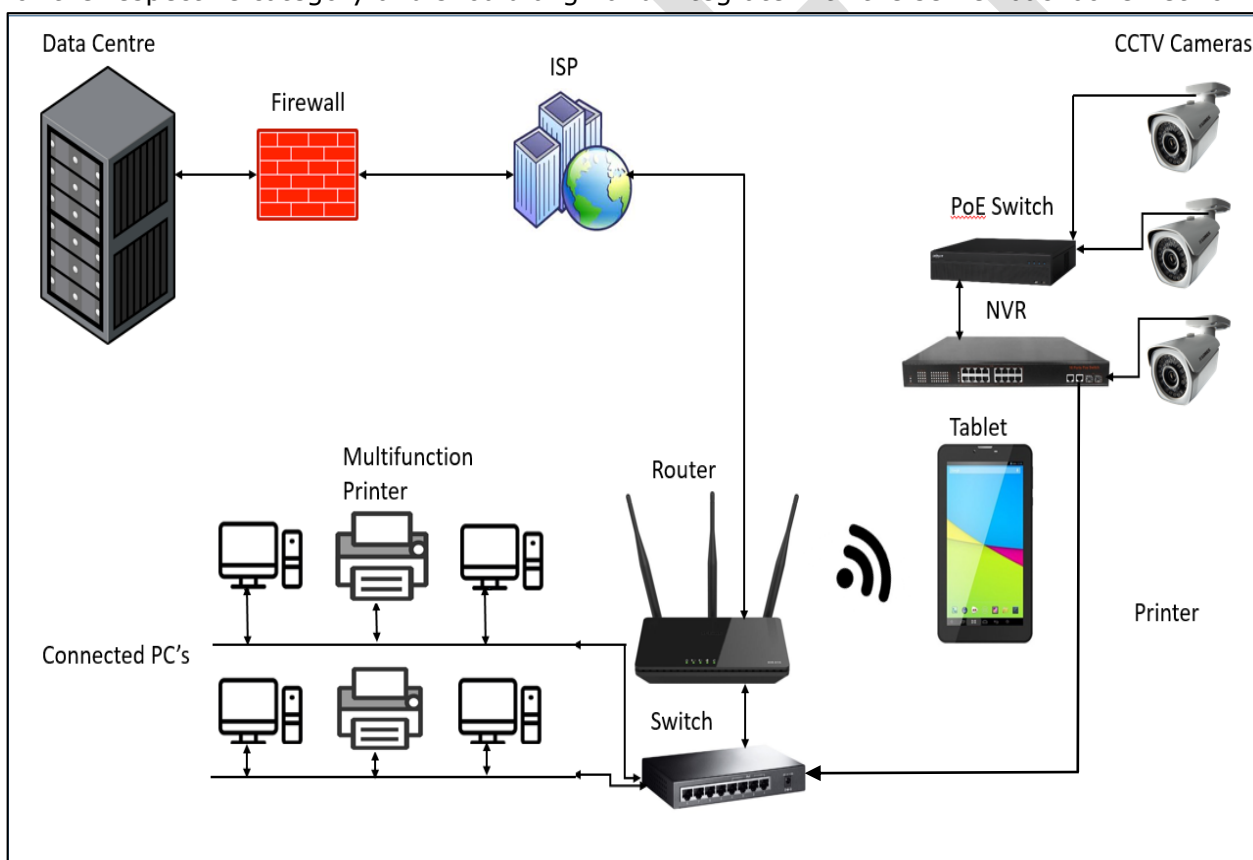 Data Centre
CCTV Cameras
ISP
Firewall
PoE Switch
NVR
Tablet
Multifunction
Printer
Router
Printer
Connected PC's
Switch